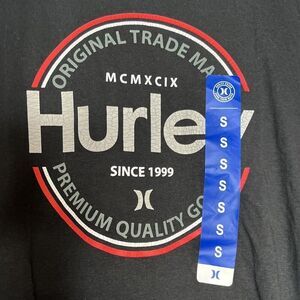 ORIGINAL TRADE MA
MCMXCIX
Hurley
SINCE 1999
PREMIUM QUALITY GO
S
S
S
S
S
S
S